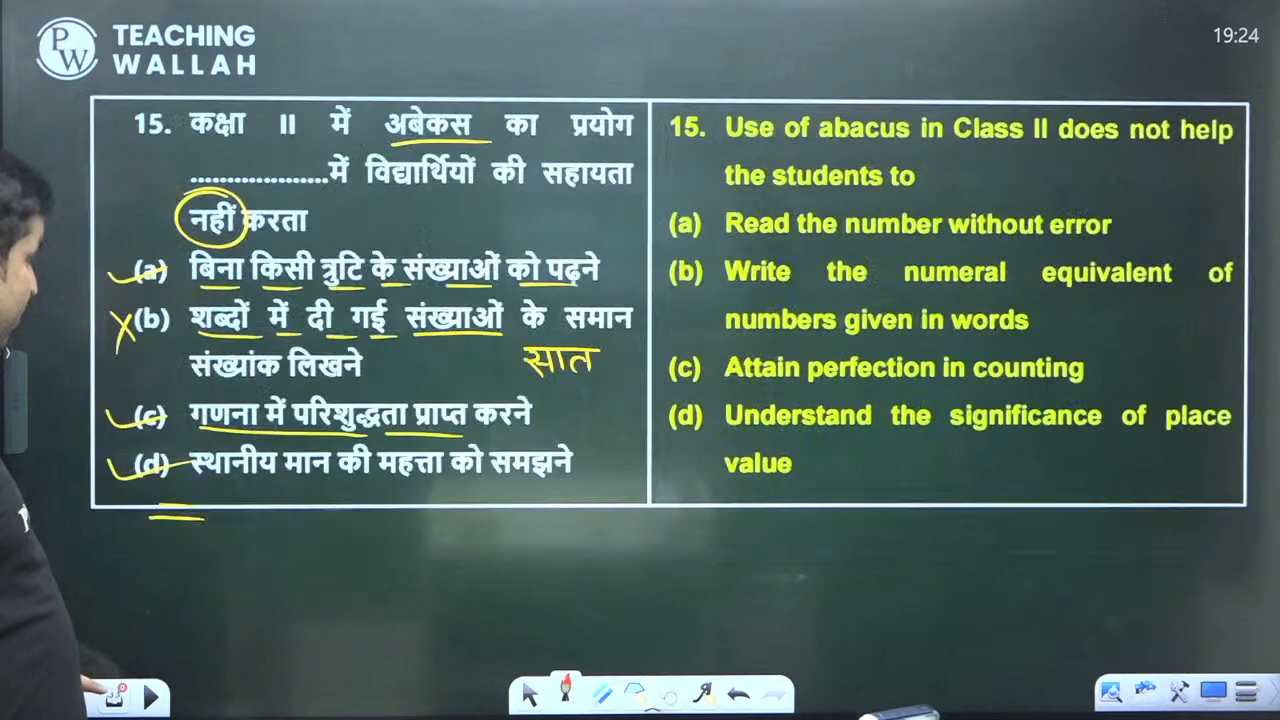 PW TEACHING
WALLAH
19:24
15. कक्षा II में अबेकस का प्रयोग
....................में विद्यार्थियों की सहायता
नहीं करता
(a) बिना किसी त्रुटि के संख्याओं को पढ़ने
(b) शब्दों में दी गई संख्याओं के समान
संख्यांक लिखने
सात
(c) गणना में परिशुद्धता प्राप्त करने
(d) स्थानीय मान की महत्ता को समझने
15. Use of abacus in Class II does not help
the students to
(a) Read the number without error
(b) Write the numeral equivalent of
numbers given in words
(c) Attain perfection in counting
(d) Understand the significance of place
value